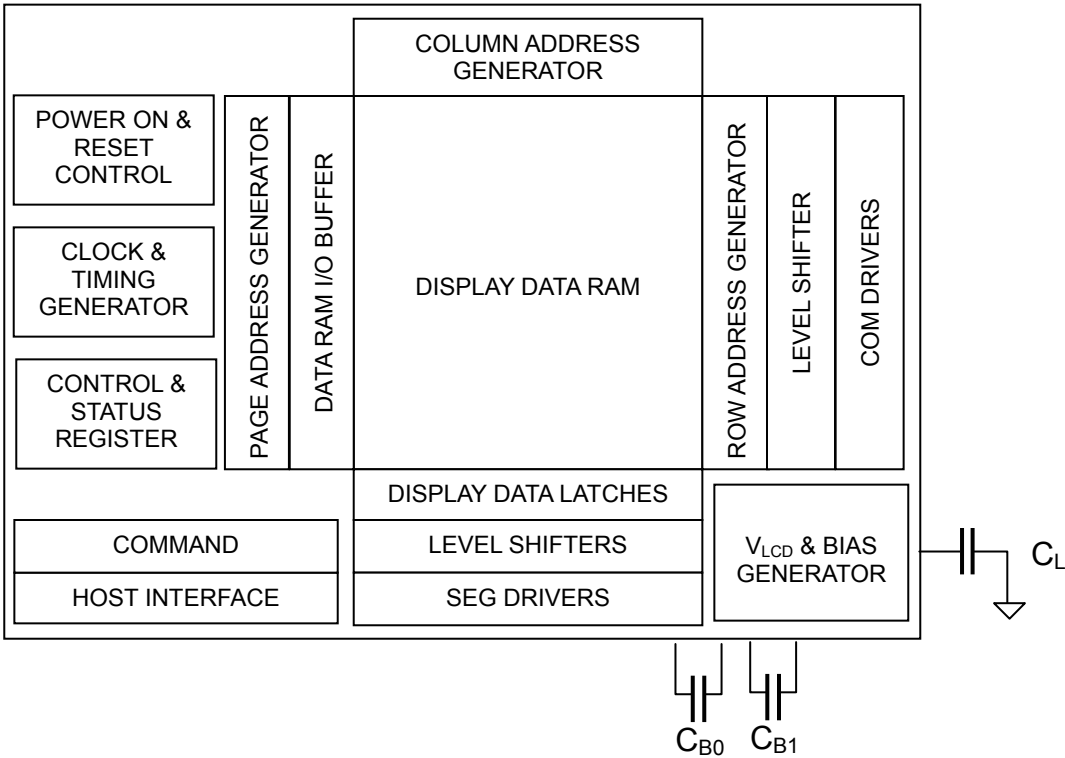 COLUMN ADDRESS
GENERATOR
POWER ON &
RESET
CONTROL
CLOCK &
TIMING
GENERATOR
CONTROL &
STATUS
REGISTER
PAGE ADDRESS GENERATOR
DATA RAM I/O BUFFER
DISPLAY DATA RAM
ROW ADDRESS GENERATOR
LEVEL SHIFTER
COM DRIVERS
DISPLAY DATA LATCHES
COMMAND
LEVEL SHIFTERS
HOST INTERFACE
SEG DRIVERS
VLCD & BIAS
GENERATOR
CL
CB0
CB1